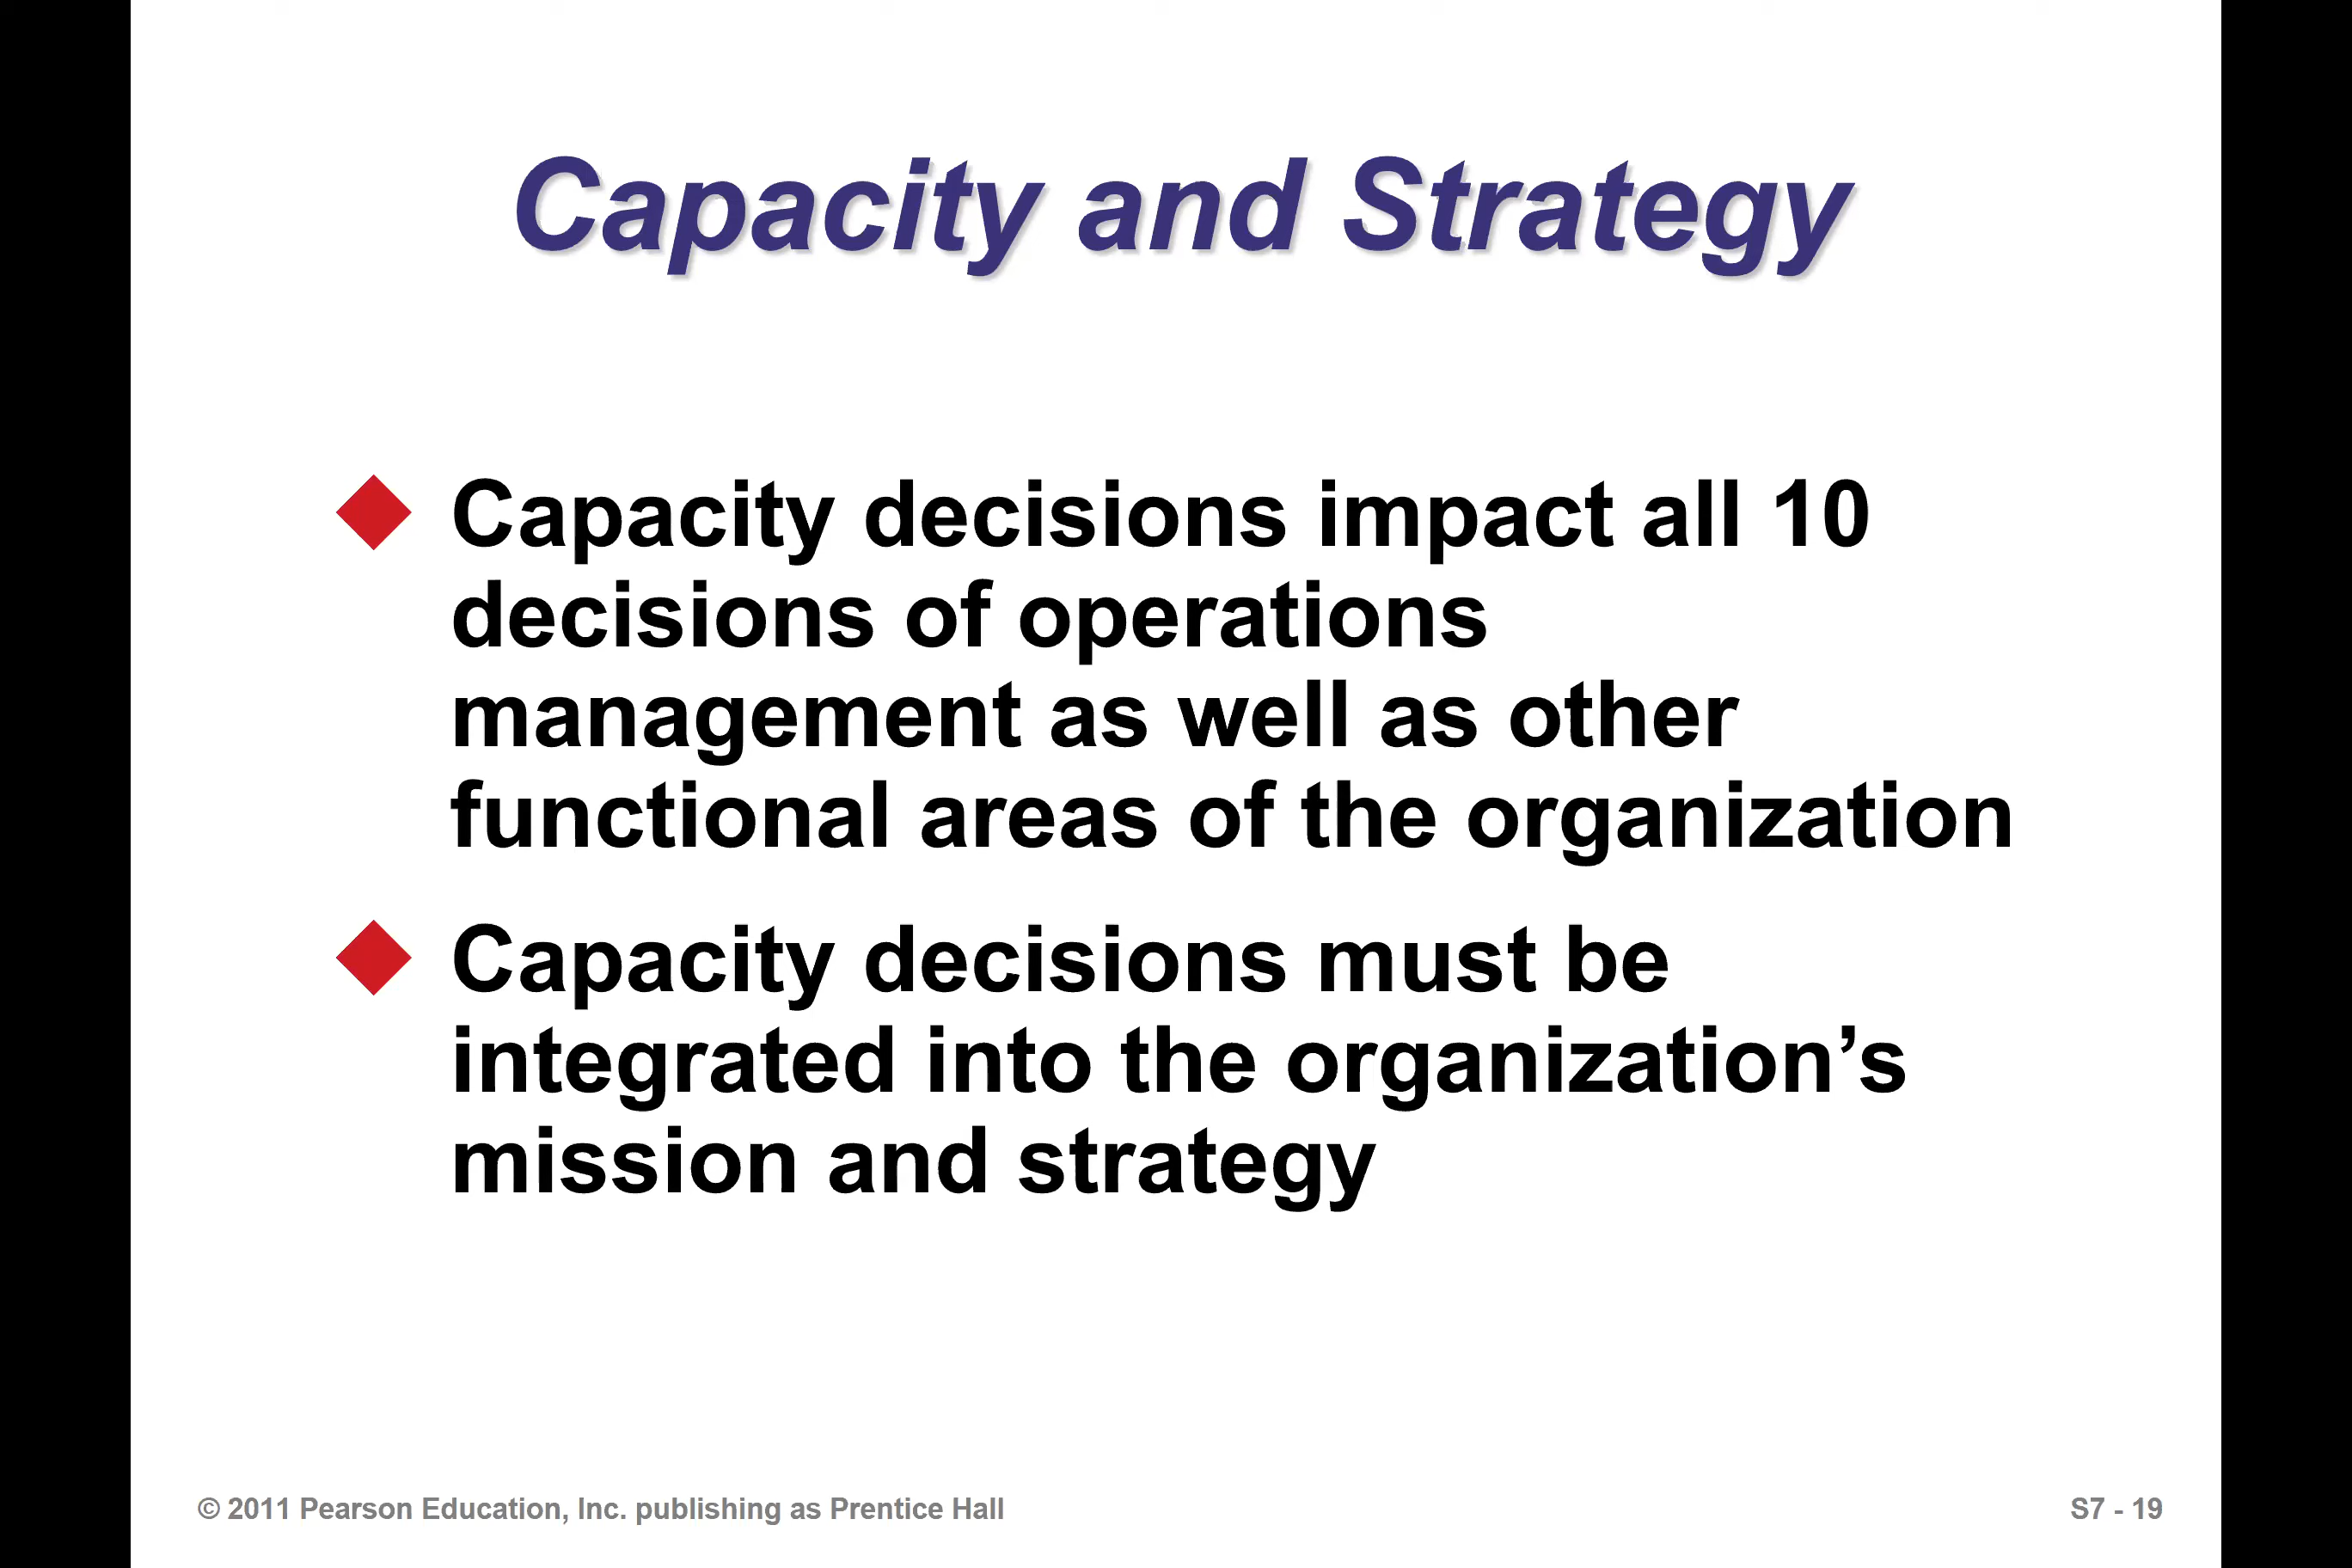 Capacity and Strategy
Capacity decisions impact all 10
decisions of operations
management as well as other
functional areas of the organization
Capacity decisions must be
integrated into the organization’s
mission and strategy
© 2011 Pearson Education, Inc. publishing as Prentice Hall
S7 - 19